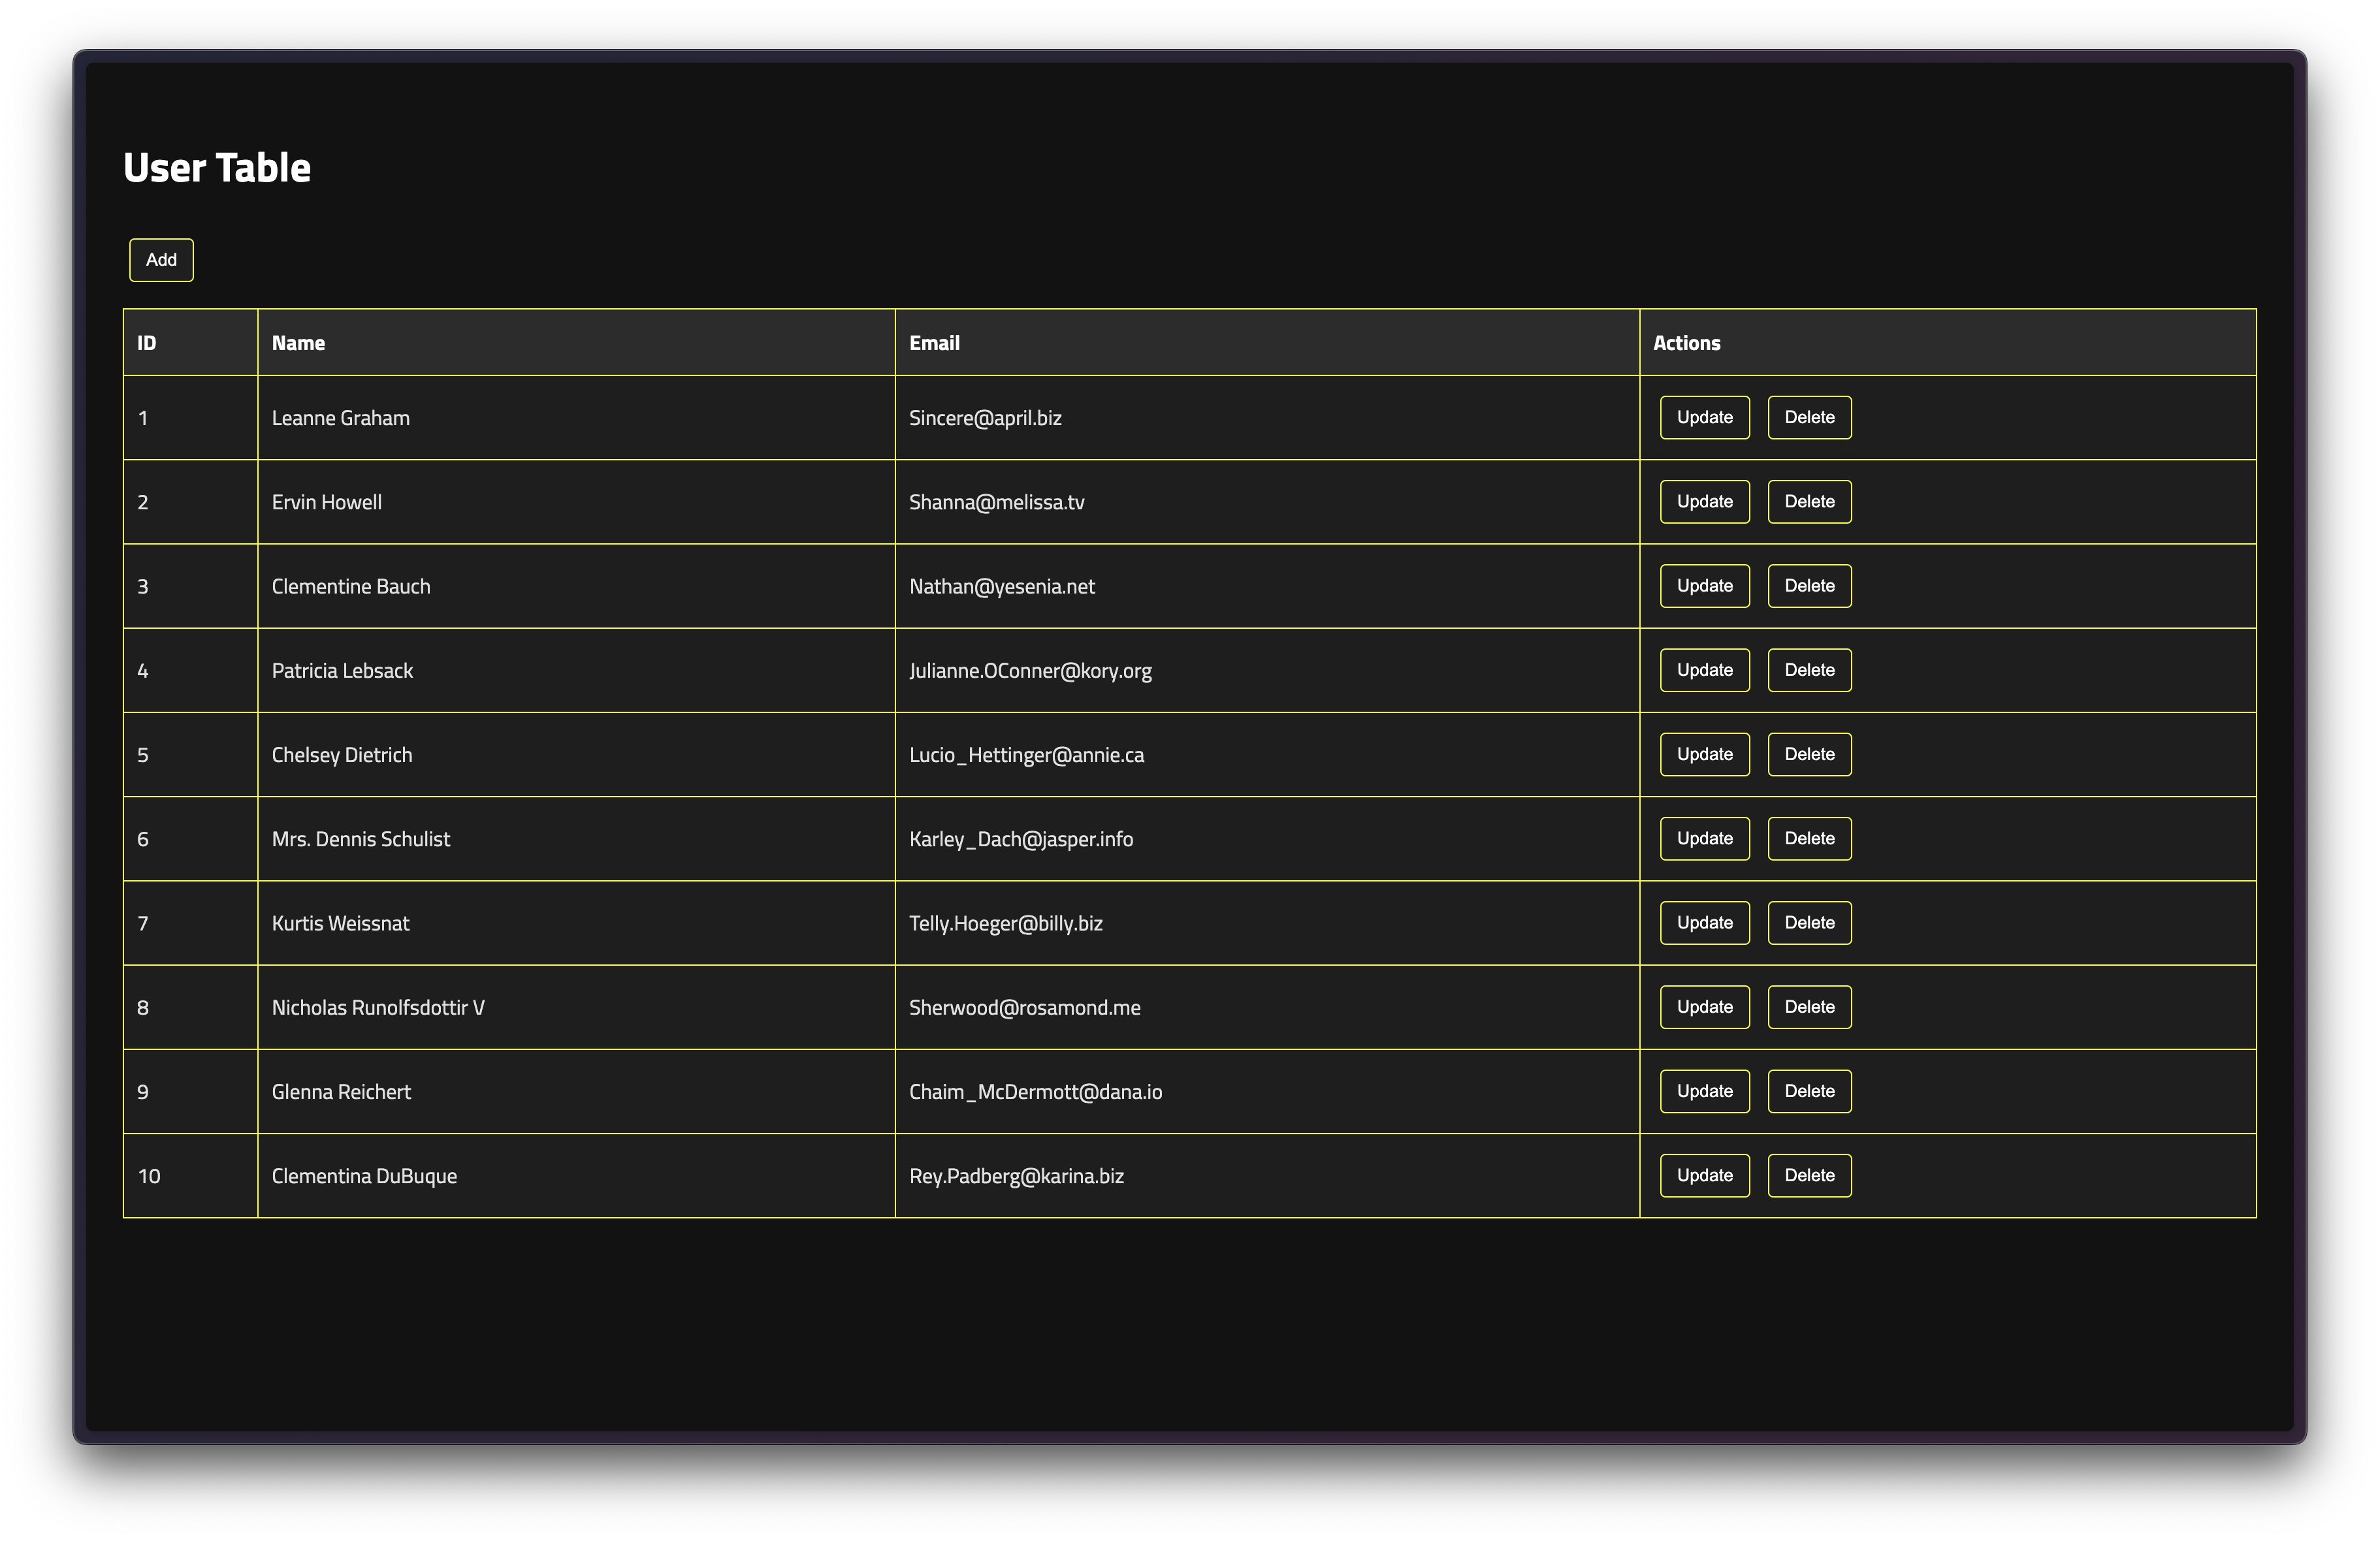 User Table
Add
ID Name Email Actions
1 Leanne Graham Sincere@april.biz Update Delete
2 Ervin Howell Shanna@melissa.tv Update Delete
3 Clementine Bauch Nathan@yesenia.net Update Delete
4 Patricia Lebsack Julianne.OConner@kory.org Update Delete
5 Chelsey Dietrich Lucio_Hettinger@annie.ca Update Delete
6 Mrs. Dennis Schulist Karley_Dach@jasper.info Update Delete
7 Kurtis Weissnat Telly.Hoeger@billy.biz Update Delete
8 Nicholas Runolfsdottir V Sherwood@rosamond.me Update Delete
9 Glenna Reichert Chaim_McDermott@dana.io Update Delete
10 Clementina DuBuque Rey.Padberg@karina.biz Update Delete